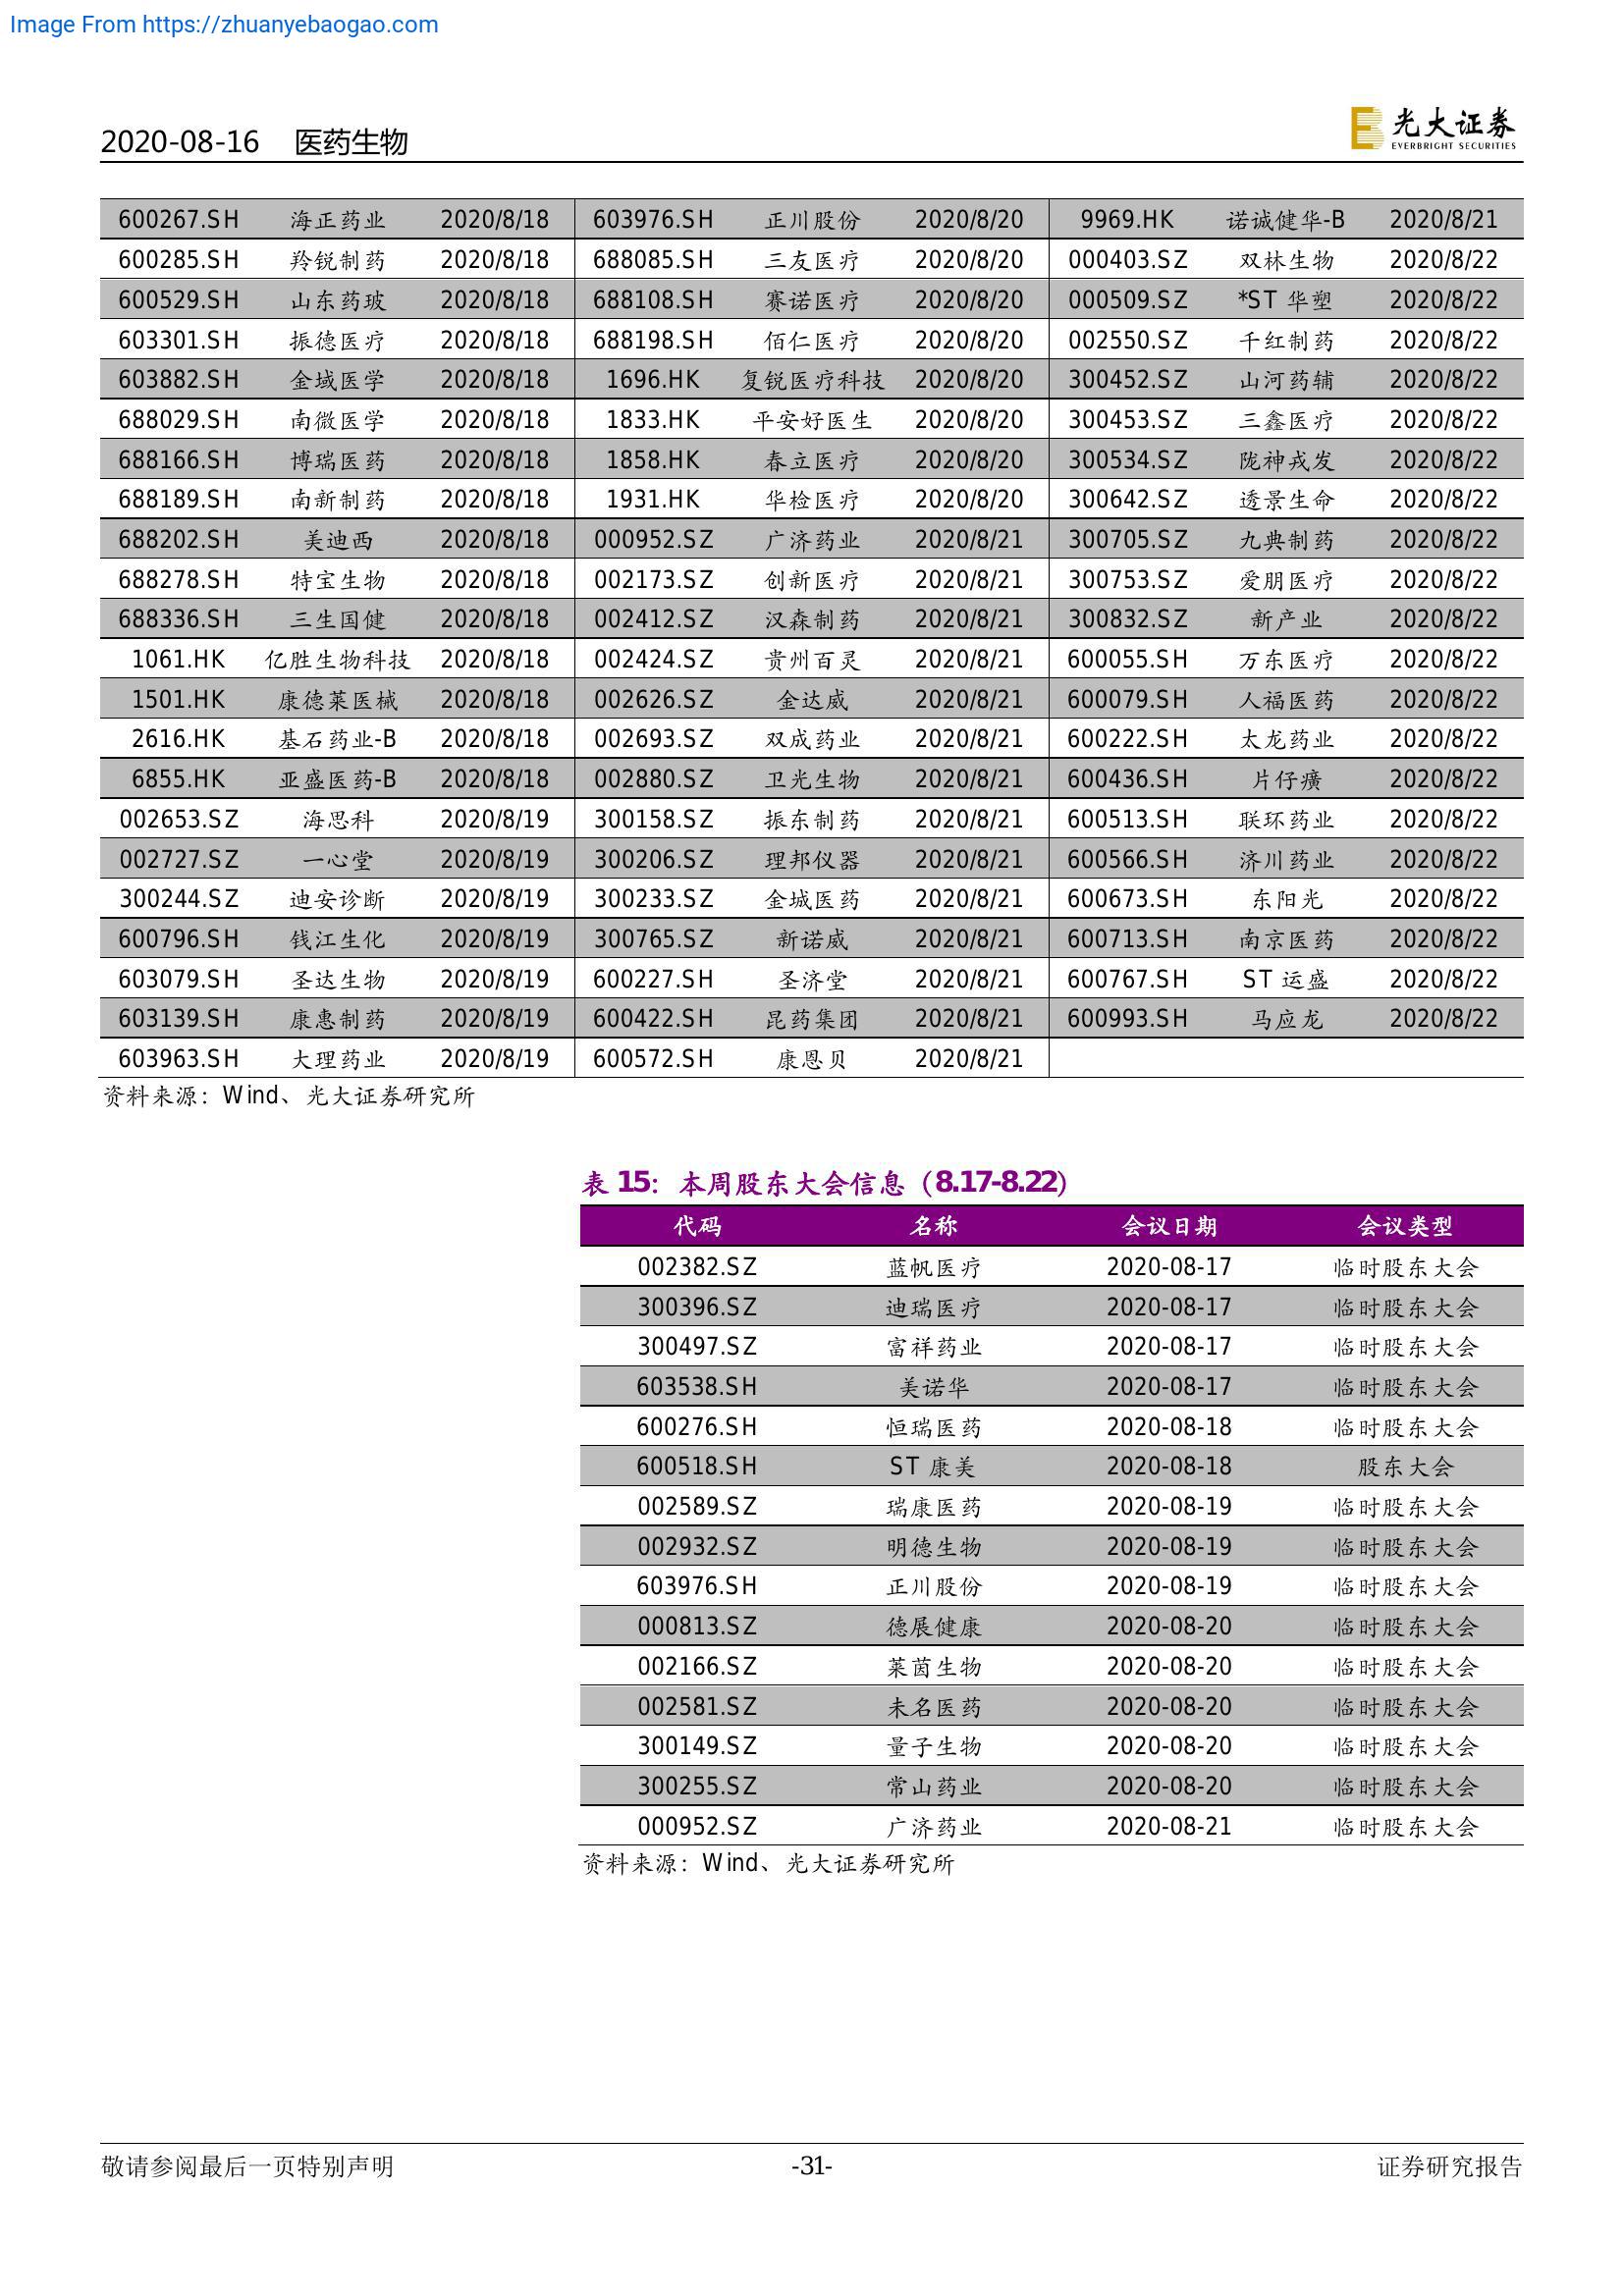 Image From https://zhuanyebaogao.com
2020-08-16 医药生物
光大证券
EVERBRIGHT SECURITIES
600267.SH 海正药业 2020/8/18 603976.SH 正川股份 2020/8/20 9969.HK 诺诚健华-B 2020/8/21
600285.SH 羚锐制药 2020/8/18 688085.SH 三友医疗 2020/8/20 000403.SZ 双林生物 2020/8/22
600529.SH 山东药玻 2020/8/18 688108.SH 赛诺医疗 2020/8/20 000509.SZ *ST 华塑 2020/8/22
603301.SH 振德医疗 2020/8/18 688198.SH 佰仁医疗 2020/8/20 002550.SZ 千红制药 2020/8/22
603882.SH 金域医学 2020/8/18 1696.HK 复锐医疗科技 2020/8/20 300452.SZ 山河药辅 2020/8/22
688029.SH 南微医学 2020/8/18 1833.HK 平安好医生 2020/8/20 300453.SZ 三鑫医疗 2020/8/22
688166.SH 博瑞医药 2020/8/18 1858.HK 春立医疗 2020/8/20 300534.SZ 陇神戎发 2020/8/22
688189.SH 南新制药 2020/8/18 1931.HK 华检医疗 2020/8/20 300642.SZ 透景生命 2020/8/22
688202.SH 美迪西 2020/8/18 000952.SZ 广济药业 2020/8/21 300705.SZ 九典制药 2020/8/22
688278.SH 特宝生物 2020/8/18 002173.SZ 创新医疗 2020/8/21 300753.SZ 爱朋医疗 2020/8/22
688336.SH 三生国健 2020/8/18 002412.SZ 汉森制药 2020/8/21 300832.SZ 新产业 2020/8/22
1061.HK 亿胜生物科技 2020/8/18 002424.SZ 贵州百灵 2020/8/21 600055.SH 万东医疗 2020/8/22
1501.HK 康德莱医械 2020/8/18 002626.SZ 金达威 2020/8/21 600079.SH 人福医药 2020/8/22
2616.HK 基石药业-B 2020/8/18 002693.SZ 双成药业 2020/8/21 600222.SH 太龙药业 2020/8/22
6855.HK 亚盛医药-B 2020/8/18 002880.SZ 卫光生物 2020/8/21 600436.SH 片仔癀 2020/8/22
002653.SZ 海思科 2020/8/19 300158.SZ 振东制药 2020/8/21 600513.SH 联环药业 2020/8/22
002727.SZ 一心堂 2020/8/19 300206.SZ 理邦仪器 2020/8/21 600566.SH 济川药业 2020/8/22
300244.SZ 迪安诊断 2020/8/19 300233.SZ 金城医药 2020/8/21 600673.SH 东阳光 2020/8/22
600796.SH 钱江生化 2020/8/19 300765.SZ 新诺威 2020/8/21 600713.SH 南京医药 2020/8/22
603079.SH 圣达生物 2020/8/19 600227.SH 圣济堂 2020/8/21 600767.SH ST 运盛 2020/8/22
603139.SH 康惠制药 2020/8/19 600422.SH 昆药集团 2020/8/21 600993.SH 马应龙 2020/8/22
603963.SH 大理药业 2020/8/19 600572.SH 康恩贝 2020/8/21
资料来源：Wind、光大证券研究所
表 15：本周股东大会信息（8.17-8.22）
代码 名称 会议日期 会议类型
002382.SZ 蓝帆医疗 2020-08-17 临时股东大会
300396.SZ 迪瑞医疗 2020-08-17 临时股东大会
300497.SZ 富祥药业 2020-08-17 临时股东大会
603538.SH 美诺华 2020-08-17 临时股东大会
600276.SH 恒瑞医药 2020-08-18 临时股东大会
600518.SH ST 康美 2020-08-18 股东大会
002589.SZ 瑞康医药 2020-08-19 临时股东大会
002932.SZ 明德生物 2020-08-19 临时股东大会
603976.SH 正川股份 2020-08-19 临时股东大会
000813.SZ 德展健康 2020-08-20 临时股东大会
002166.SZ 莱茵生物 2020-08-20 临时股东大会
002581.SZ 未名医药 2020-08-20 临时股东大会
300149.SZ 量子生物 2020-08-20 临时股东大会
300255.SZ 常山药业 2020-08-20 临时股东大会
000952.SZ 广济药业 2020-08-21 临时股东大会
资料来源：Wind、光大证券研究所
敬请参阅最后一页特别声明 -31- 证券研究报告